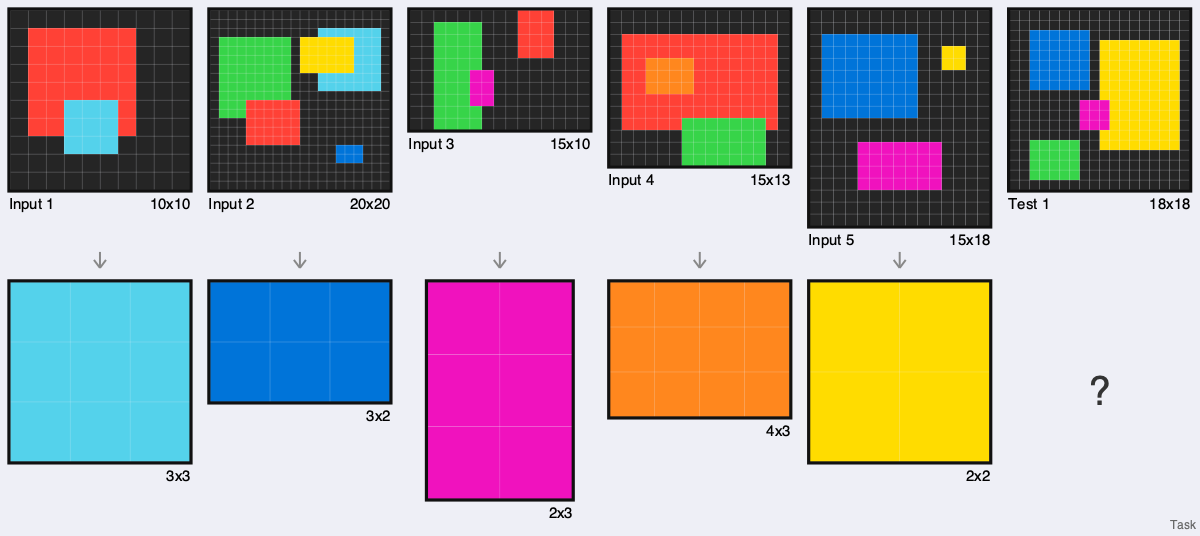 Input 1 10x10
Input 2 20x20
Input 3 15x10
Input 4 15x13
Input 5 15x18
Test 1 18x18
3x3
3x2
2x3
4x3
2x2
?
Task